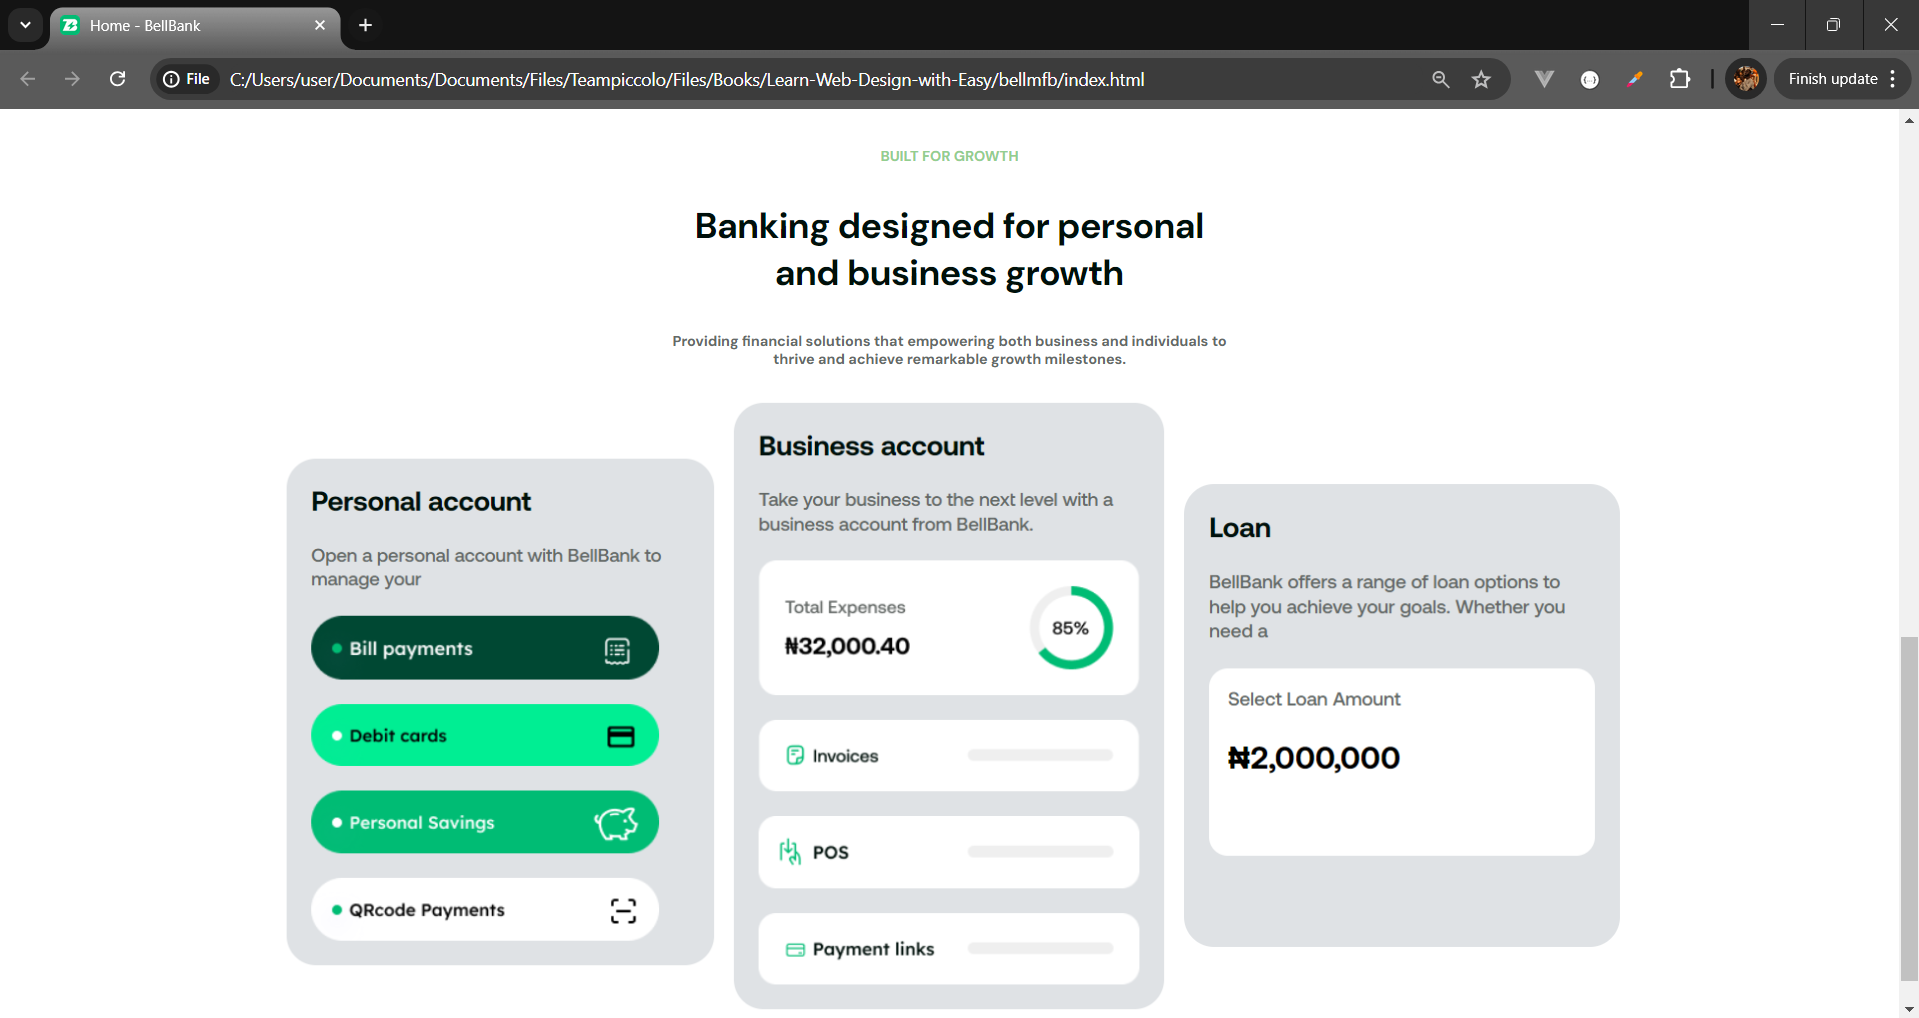 Home - BellBank
File
C:/Users/user/Documents/Documents/Files/Teampiccolo/Files/Books/Learn-Web-Design-with-Easy/bellmfb/index.html
Finish update
BUILT FOR GROWTH
Banking designed for personal
and business growth
Providing financial solutions that empowering both business and individuals to
thrive and achieve remarkable growth milestones.
Personal account
Open a personal account with BellBank to
manage your
Bill payments
Debit cards
Personal Savings
QRcode Payments
Business account
Take your business to the next level with a
business account from BellBank.
Total Expenses
₦32,000.40
85%
Invoices
POS
Payment links
Loan
BellBank offers a range of loan options to
help you achieve your goals. Whether you
need a
Select Loan Amount
₦2,000,000